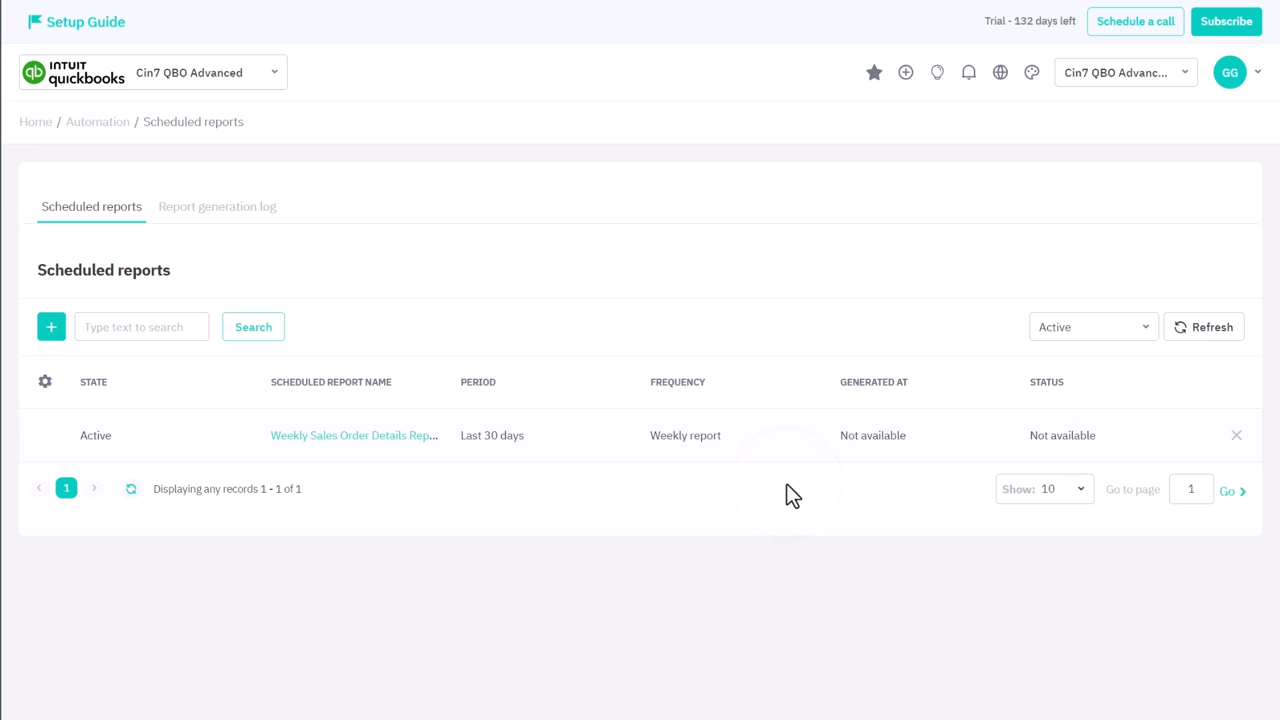 Setup Guide
Trial - 132 days left
Schedule a call
Subscribe
qb INTUIT quickbooks
Cin7 QBO Advanced
Cin7 QBO Advanc...
GG
Home / Automation / Scheduled reports
Scheduled reports
Report generation log
Scheduled reports
+
Type text to search
Search
Active
Refresh
STATE
SCHEDULED REPORT NAME
PERIOD
FREQUENCY
GENERATED AT
STATUS
Active
Weekly Sales Order Details Rep...
Last 30 days
Weekly report
Not available
Not available
1
Displaying any records 1 - 1 of 1
Show: 10
Go to page
1
Go